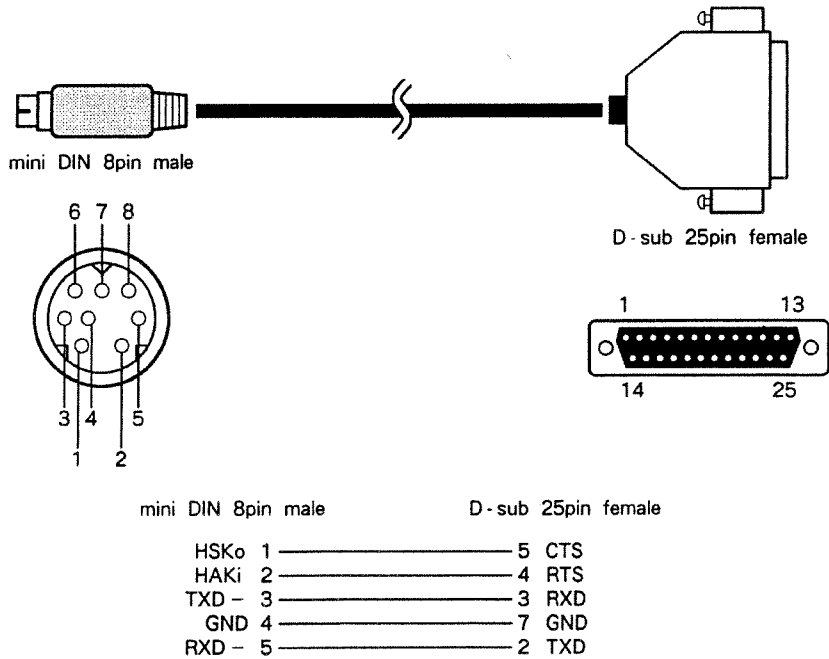 mini DIN 8pin male
D-sub 25pin female
6 7 8
3 4 5
1 2
1 13
14 25
mini DIN 8pin male D-sub 25pin female
HSKo 1 5 CTS
HAKi 2 4 RTS
TXD - 3 3 RXD
GND 4 7 GND
RXD - 5 2 TXD